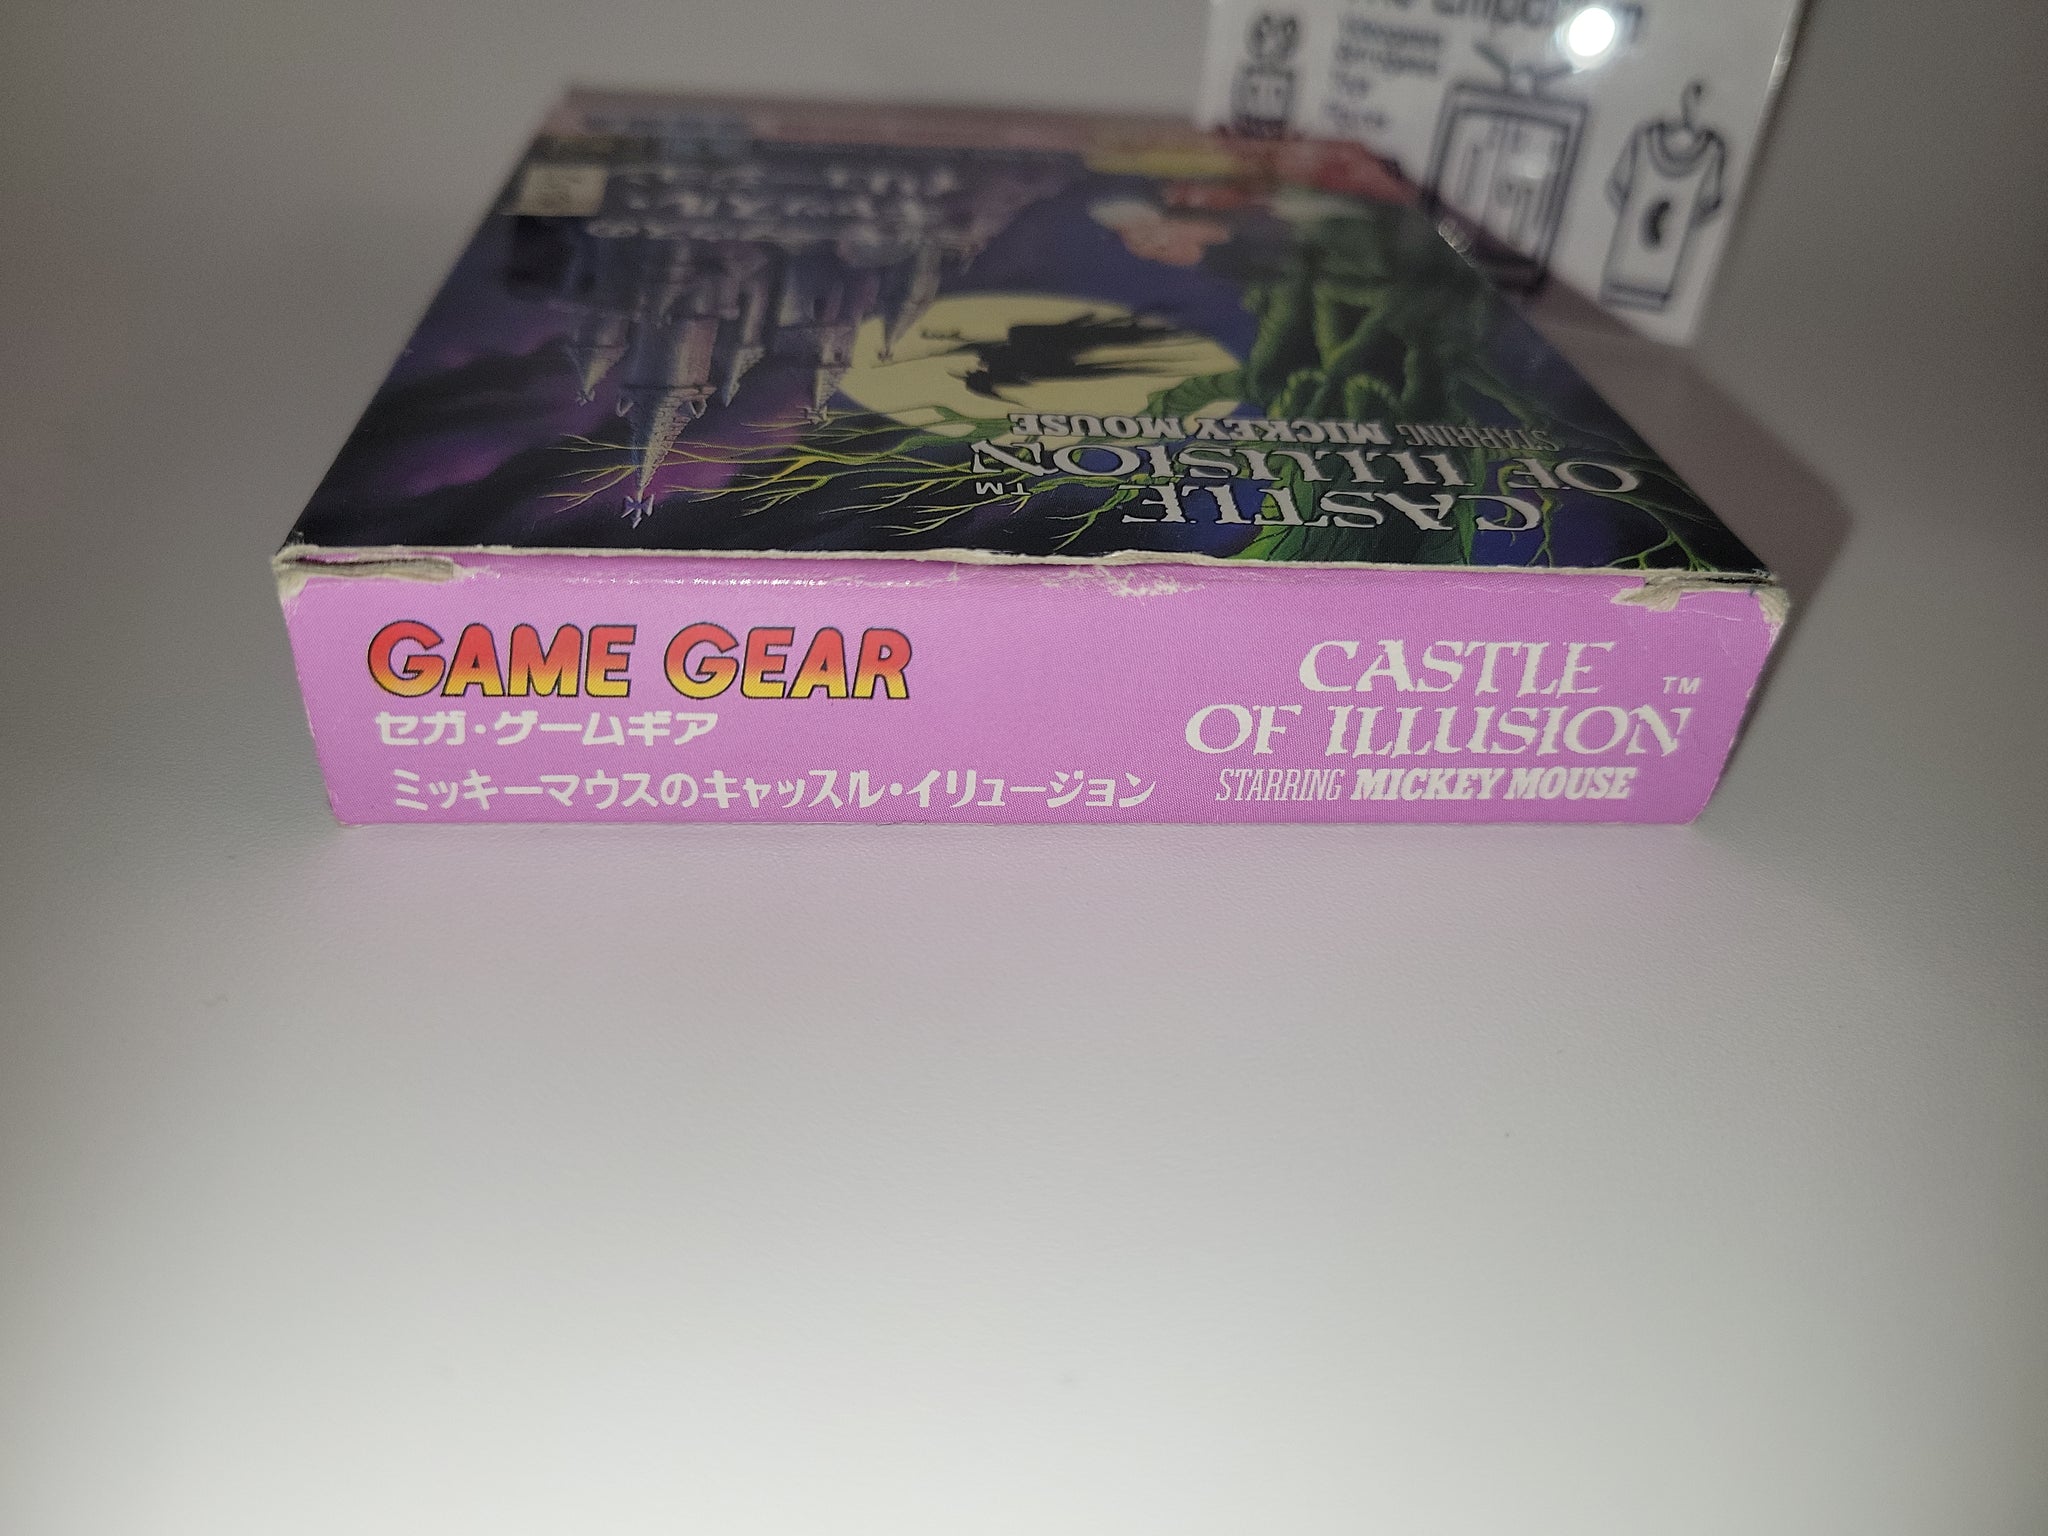 CASTLE
OF ILLUSION™
STARRING MICKEY MOUSE
GAME GEAR
セガ・ゲームギア
ミッキーマウスのキャッスル・イリュージョン
CASTLE
OF ILLUSION™
STARRING MICKEY MOUSE